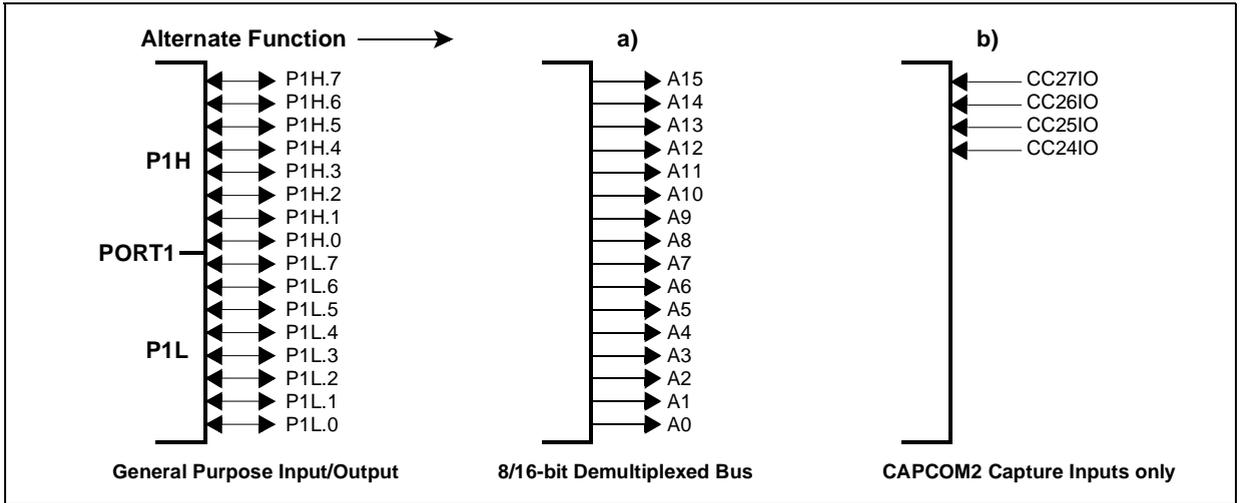 Alternate Function a) b)
P1H.7 A15 CC27IO
P1H.6 A14 CC26IO
P1H.5 A13 CC25IO
P1H.4 A12 CC24IO
P1H
P1H.3 A11
P1H.2 A10
P1H.1 A9
P1H.0 A8
PORT1
P1L.7 A7
P1L.6 A6
P1L.5 A5
P1L.4 A4
P1L
P1L.3 A3
P1L.2 A2
P1L.1 A1
P1L.0 A0
General Purpose Input/Output 8/16-bit Demultiplexed Bus CAPCOM2 Capture Inputs only